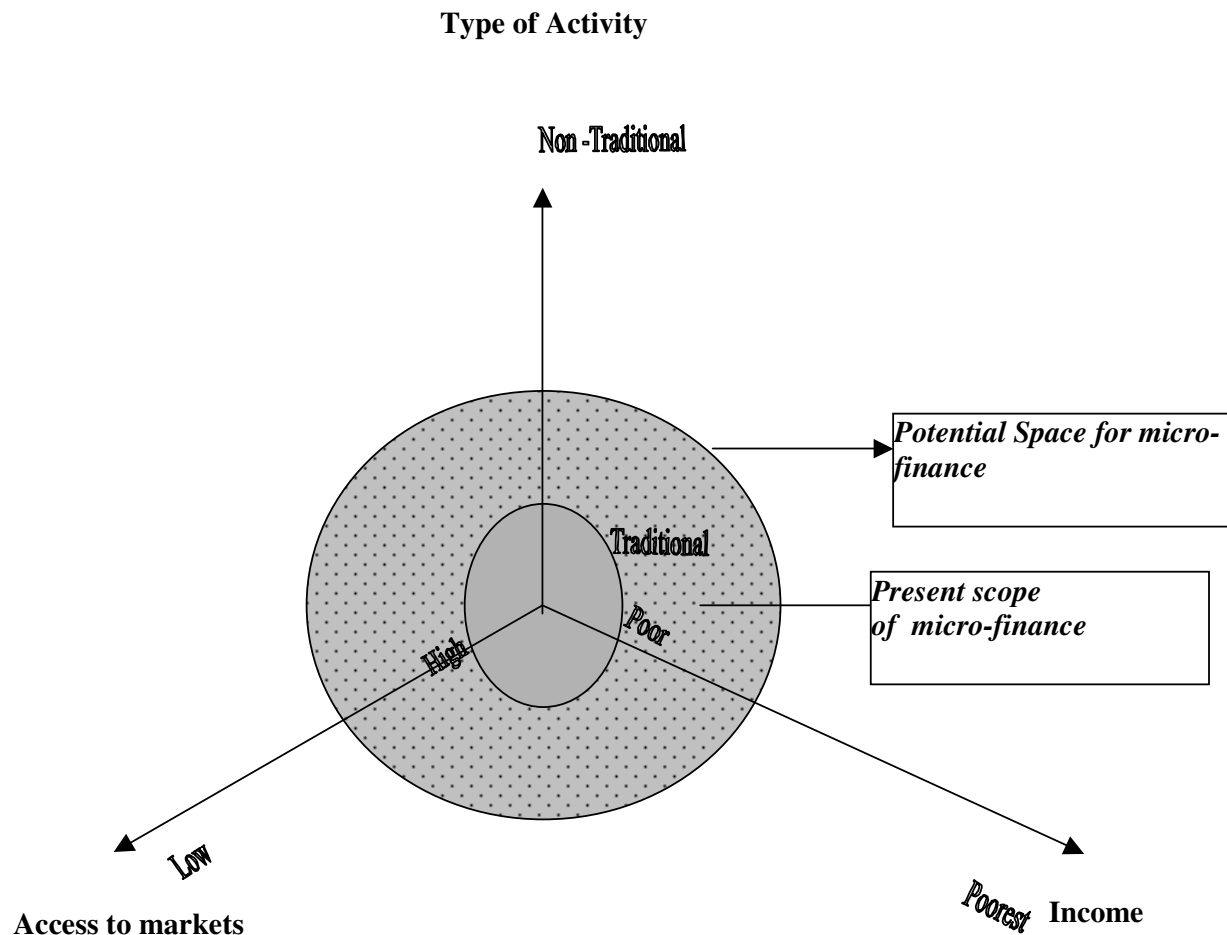 Type of Activity
Non -Traditional
Potential Space for micro-
finance
Traditional
Present scope
of micro-finance
Poor
High
Low
Poorest Income
Access to markets